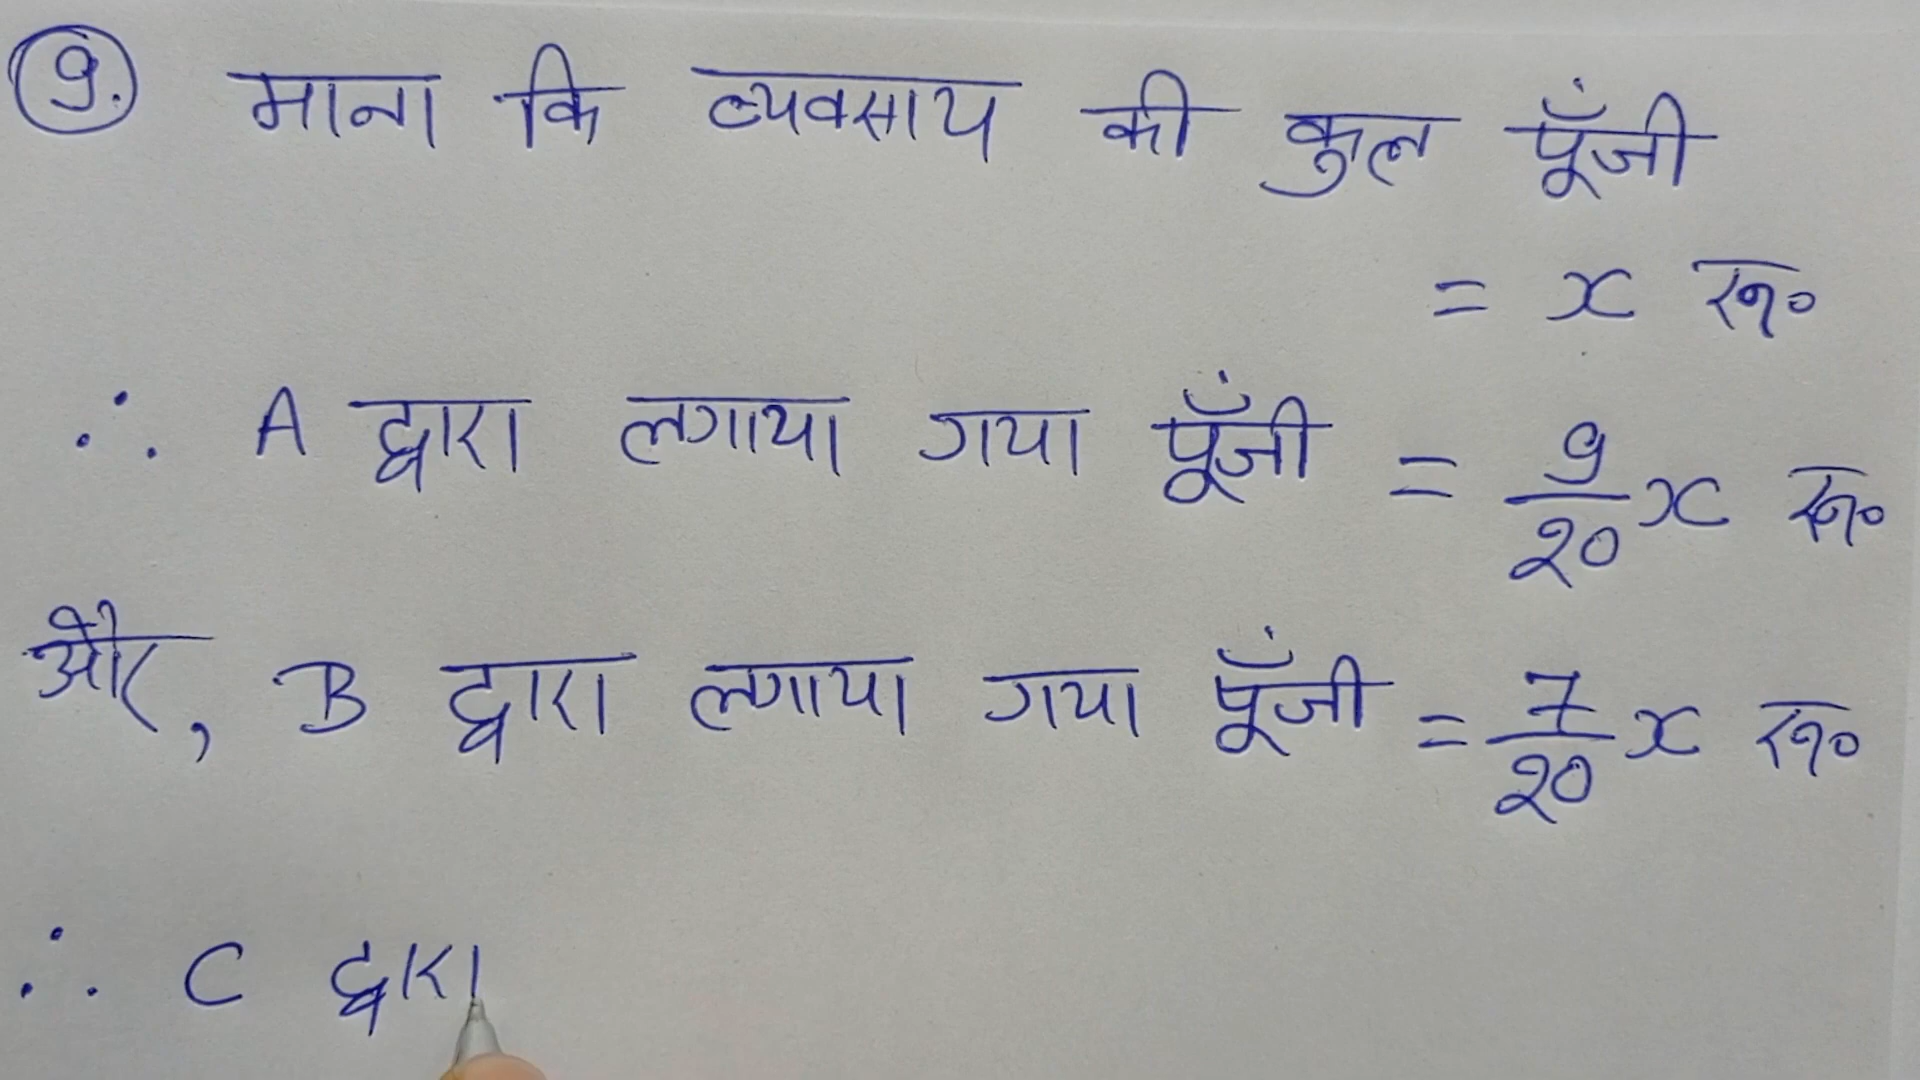 9. माना कि व्यवसाय की कुल पूँजी
= x रू०
∴ A द्वारा लगाया गया पूँजी = 9/20 x रू०
और, B द्वारा लगाया गया पूँजी = 7/20 x रू०
∴ C द्वारा